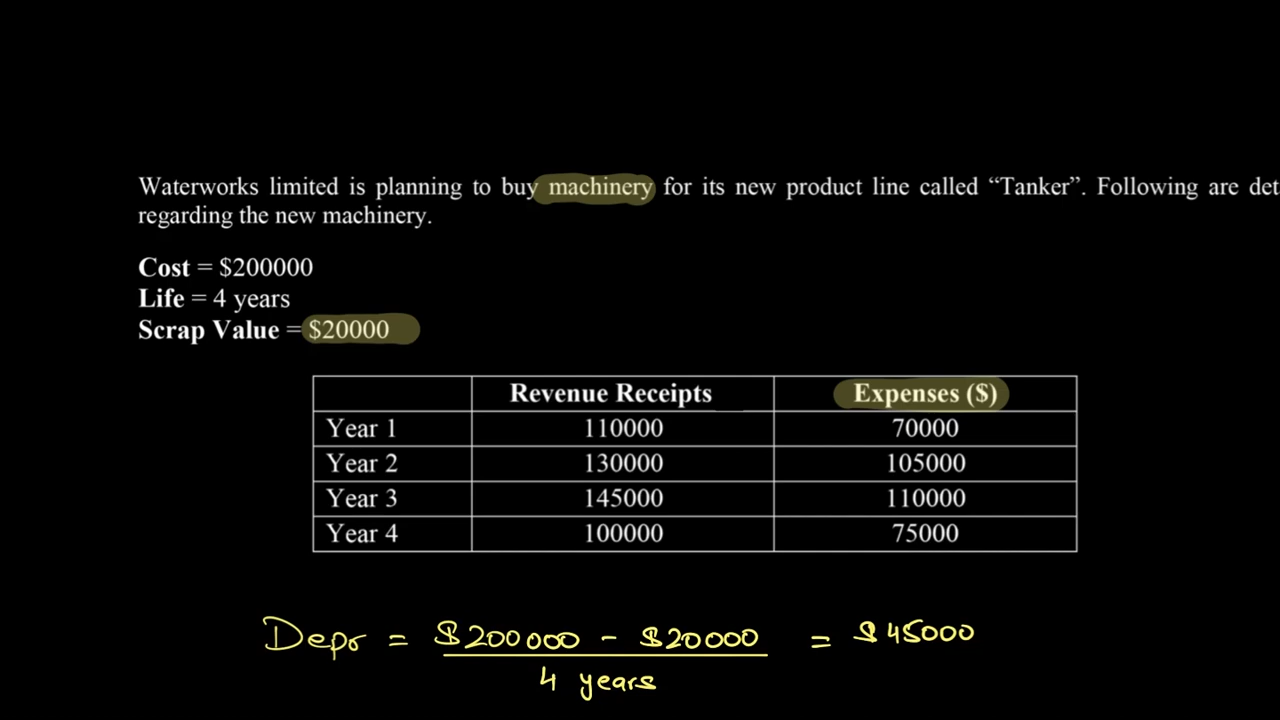 Waterworks limited is planning to buy machinery for its new product line called “Tanker”. Following are det
regarding the new machinery.
Cost = $200000
Life = 4 years
Scrap Value = $20000
Revenue Receipts Expenses ($)
Year 1 110000 70000
Year 2 130000 105000
Year 3 145000 110000
Year 4 100000 75000
Depr = $200000 - $20000 = $45000
4 years